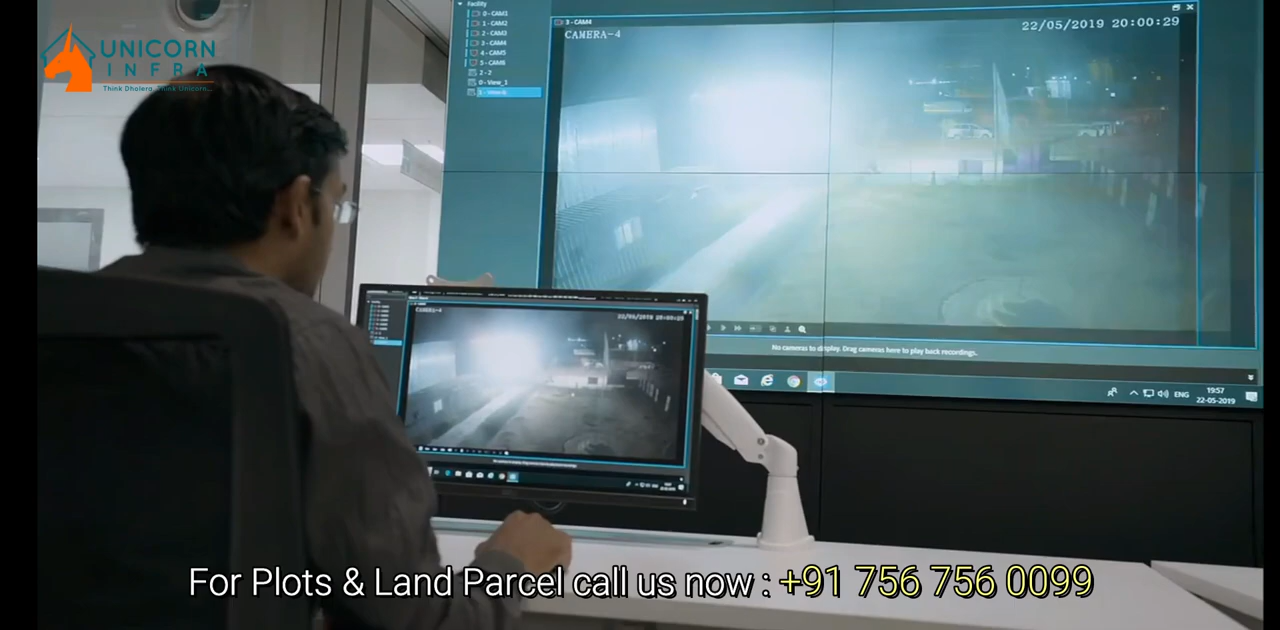 UNICORN
INFRA
Think Dholera, Think Unicorn...
Facility
0 - CAM1
1 - CAM2
2 - CAM3
3 - CAM4
4 - CAM5
5 - CAM6
2 - 2
0 - View_1
3 - CAM4
CAMERA-4
22/05/2019 20:00:29
No cameras to display. Drag cameras here to play back recordings.
ENG
19:57
22-05-2019
CAMERA-4
22/05/2019 20:00:29
For Plots & Land Parcel call us now : +91 756 756 0099